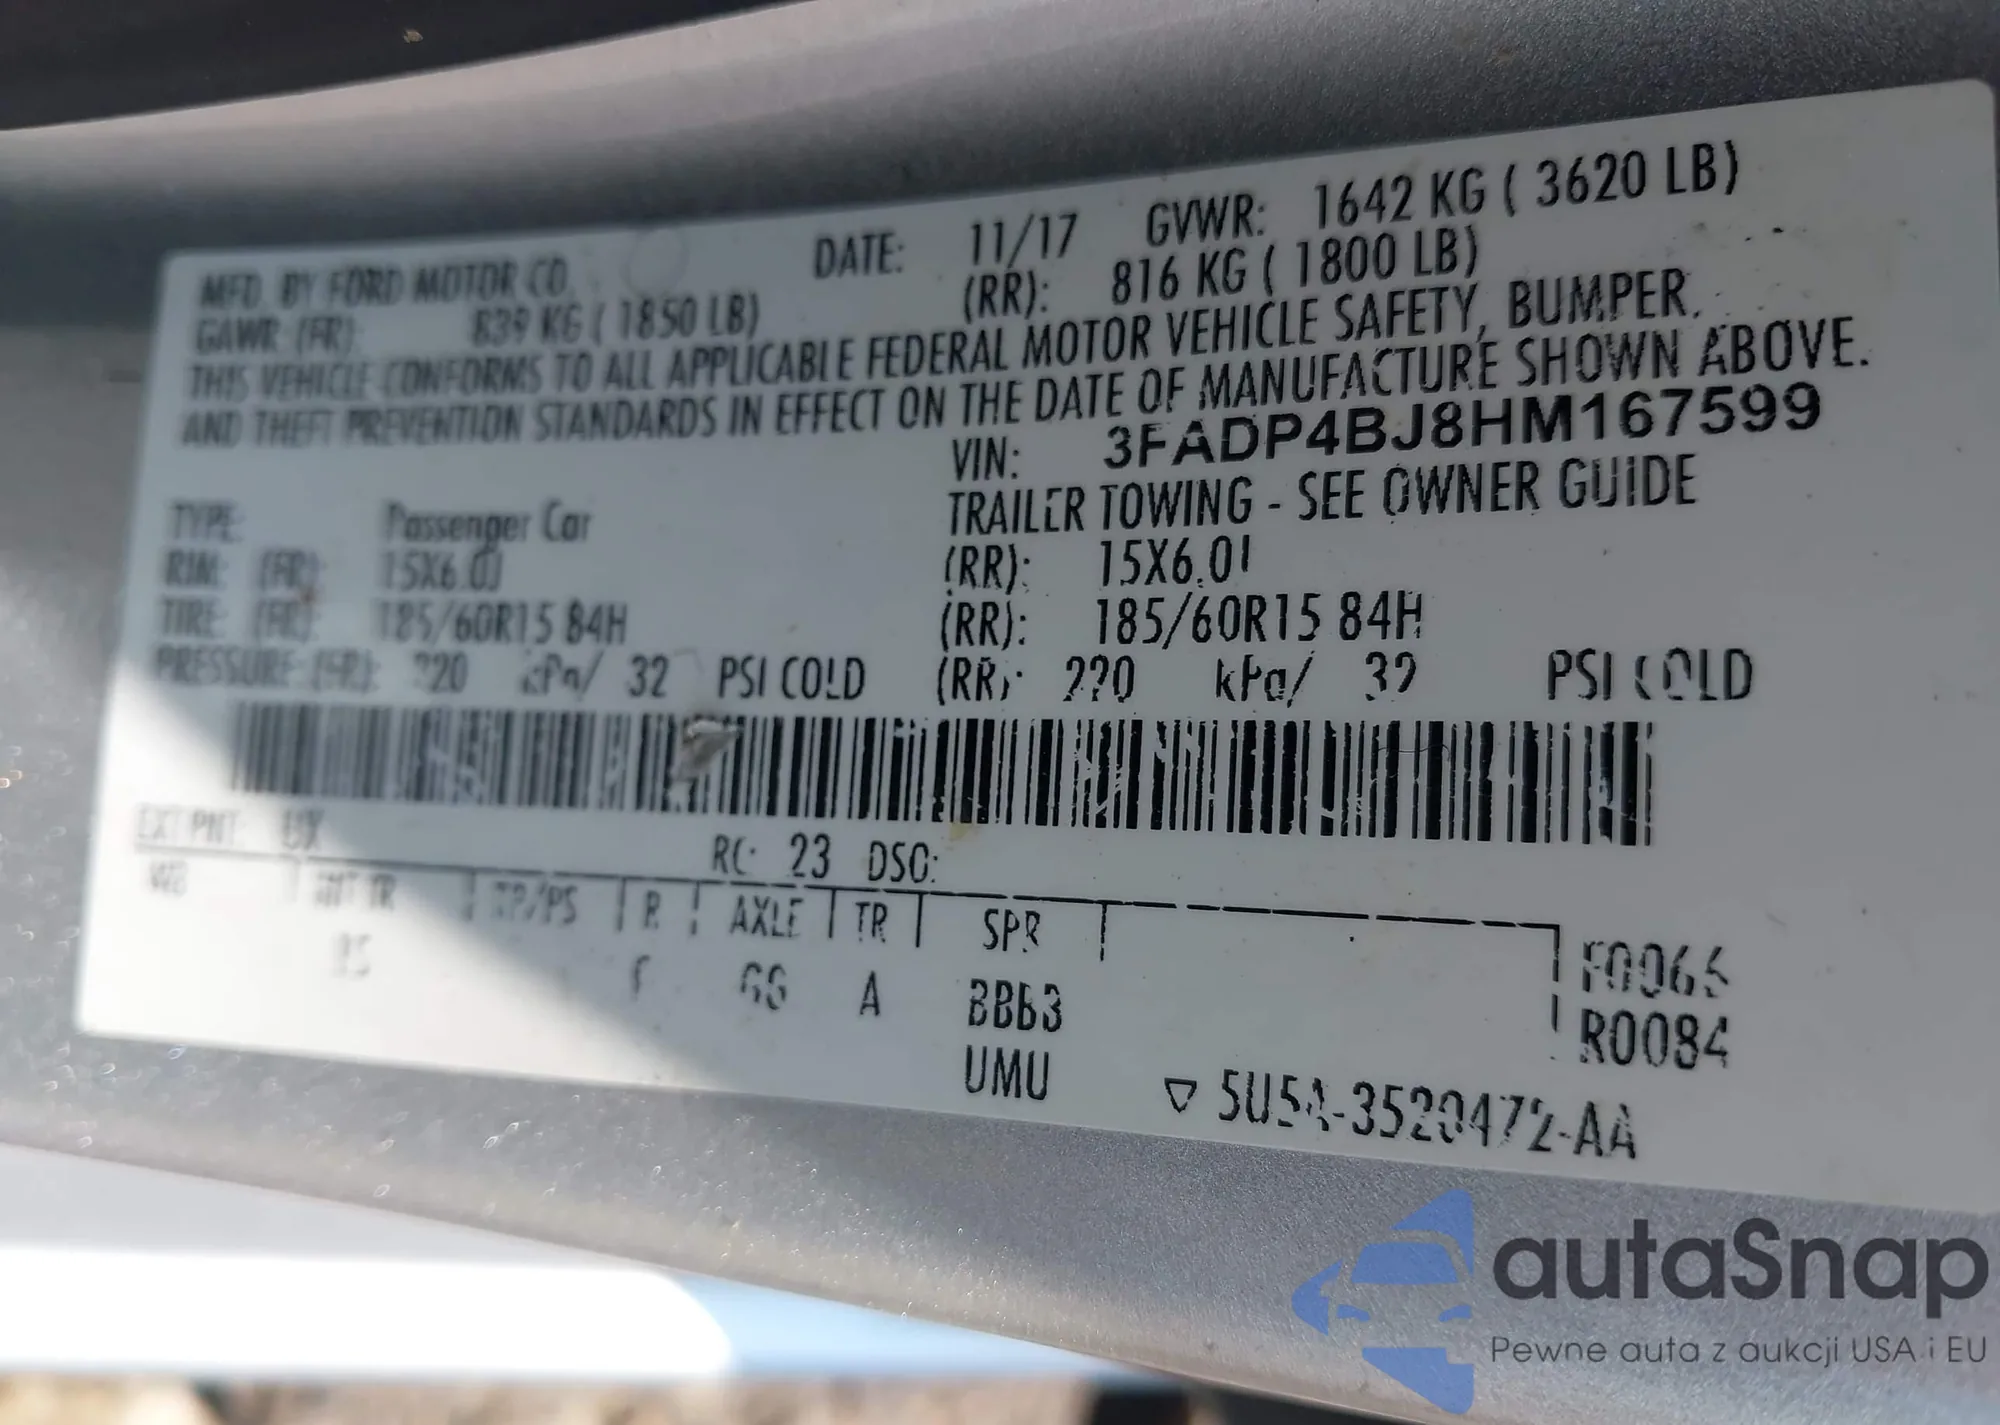 MFD. BY FORD MOTOR CO. DATE: 11/17 GVWR: 1642 KG ( 3620 LB)
GAWR (FR): 839 KG ( 1850 LB) (RR): 816 KG ( 1800 LB)
THIS VEHICLE CONFORMS TO ALL APPLICABLE FEDERAL MOTOR VEHICLE SAFETY, BUMPER,
AND THEFT PREVENTION STANDARDS IN EFFECT ON THE DATE OF MANUFACTURE SHOWN ABOVE.
VIN: 3FADP4BJ8HM167599
TYPE: Passenger Car TRAILER TOWING - SEE OWNER GUIDE
RIM: (FR): 15X6.0J (RR): 15X6.0J
TIRE (FR): 185/60R15 84H (RR): 185/60R15 84H
PRESSURE (FR): 220 kPa/ 32 PSI COLD (RR): 220 kPa/ 32 PSI COLD
EXT PNT: UX RC: 23 DSO:
WB INT TR TP/PS R AXLE TR SPR
A
UMU
R0084
5U5A-3520472-AA
autaSnap
Pewne auta z aukcji USA i EU